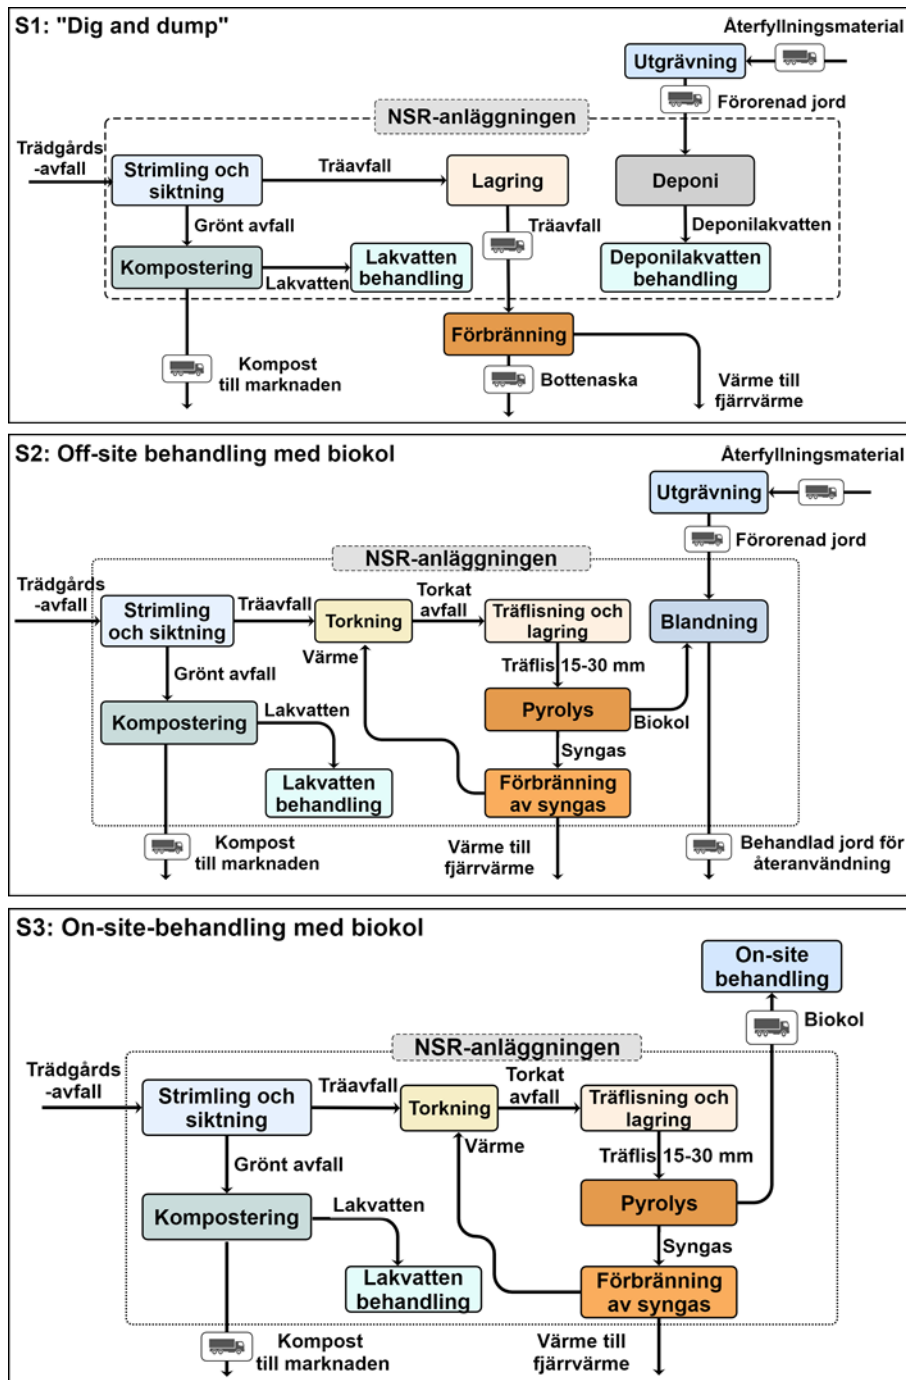 S1: "Dig and dump"
Återfyllningsmaterial
Utgrävning
Förorenad jord
NSR-anläggningen
Trädgårds
-avfall
Strimling och
siktning
Träavfall
Lagring
Deponi
Grönt avfall
Träavfall
Deponilakvatten
Kompostering
Lakvatten
Lakvatten
behandling
Deponilakvatten
behandling
Förbränning
Kompost
till marknaden
Bottenaska
Värme till
fjärrvärme
S2: Off-site behandling med biokol
Återfyllningsmaterial
Utgrävning
Förorenad jord
NSR-anläggningen
Trädgårds
-avfall
Strimling
och siktning
Träavfall
Torkning
Torkat
avfall
Träflisning och
lagring
Blandning
Värme
Grönt avfall
Träflis 15-30 mm
Kompostering
Lakvatten
Pyrolys
Biokol
Syngas
Lakvatten
behandling
Förbränning
av syngas
Kompost
till marknaden
Värme till
fjärrvärme
Behandlad jord för
återanvändning
S3: On-site-behandling med biokol
On-site
behandling
Biokol
NSR-anläggningen
Trädgårds
-avfall
Strimling och
siktning
Träavfall
Torkning
Torkat
avfall
Träflisning och
lagring
Värme
Grönt avfall
Träflis 15-30 mm
Kompostering
Lakvatten
Pyrolys
Syngas
Lakvatten
behandling
Förbränning
av syngas
Kompost
till marknaden
Värme till
fjärrvärme